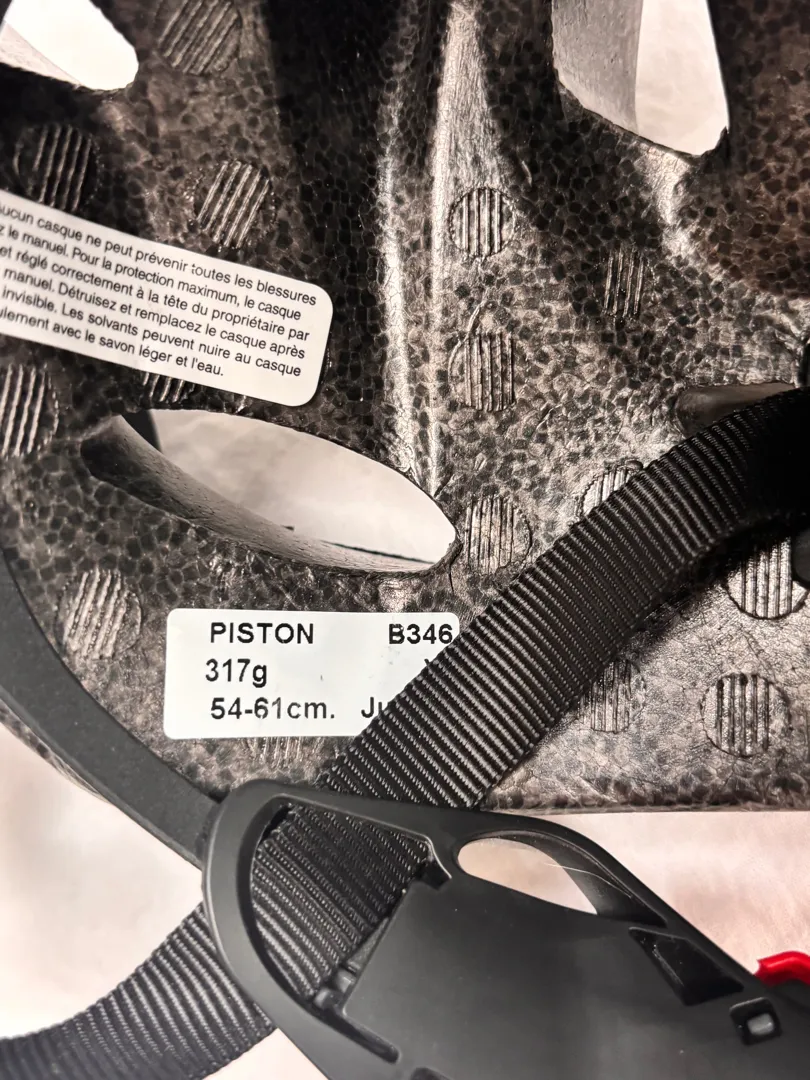 Aucun casque ne peut prévenir toutes les blessures
le manuel. Pour la protection maximum, le casque
et réglé correctement à la tête du propriétaire par
manuel. Détruisez et remplacez le casque après
invisible. Les solvants peuvent nuire au casque
avec le savon léger et l'eau.
PISTON B346
317g
54-61cm.